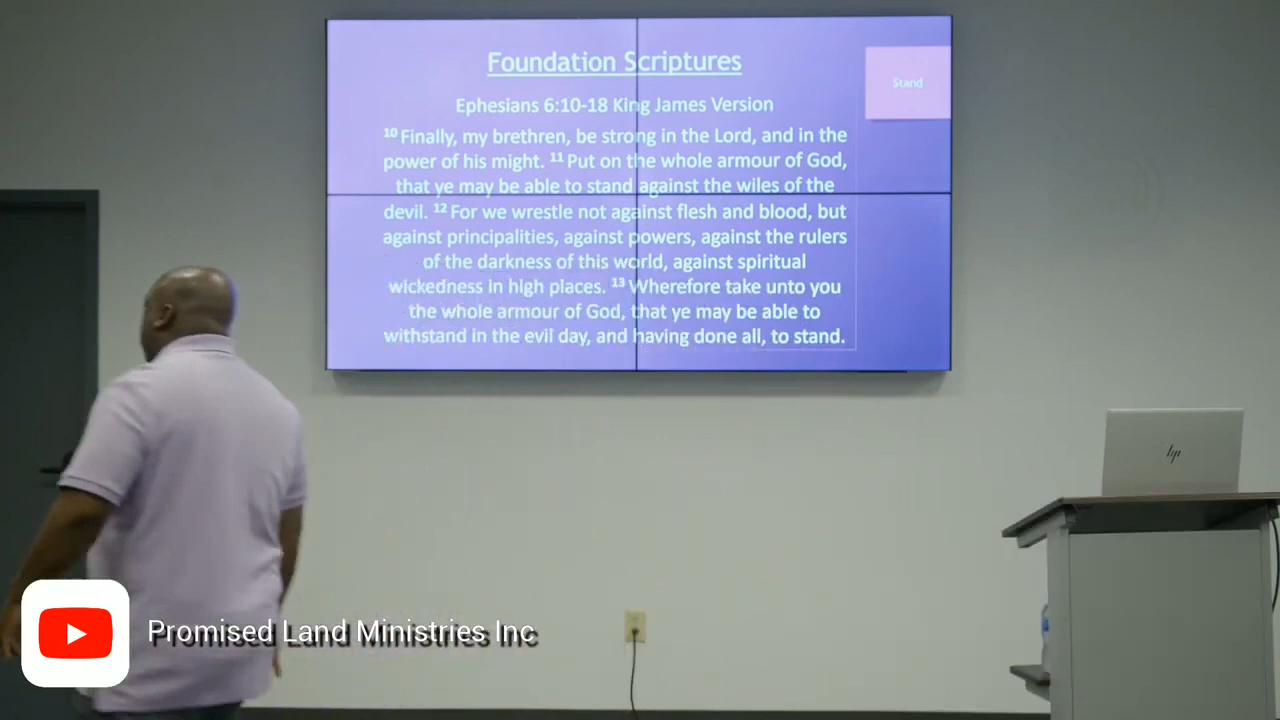 Foundation Scriptures
Stand
Ephesians 6:10-18 King James Version
10 Finally, my brethren, be strong in the Lord, and in the
power of his might. 11 Put on the whole armour of God,
that ye may be able to stand against the wiles of the
devil. 12 For we wrestle not against flesh and blood, but
against principalities, against powers, against the rulers
of the darkness of this world, against spiritual
wickedness in high places. 13 Wherefore take unto you
the whole armour of God, that ye may be able to
withstand in the evil day, and having done all, to stand.
hp
Promised Land Ministries Inc